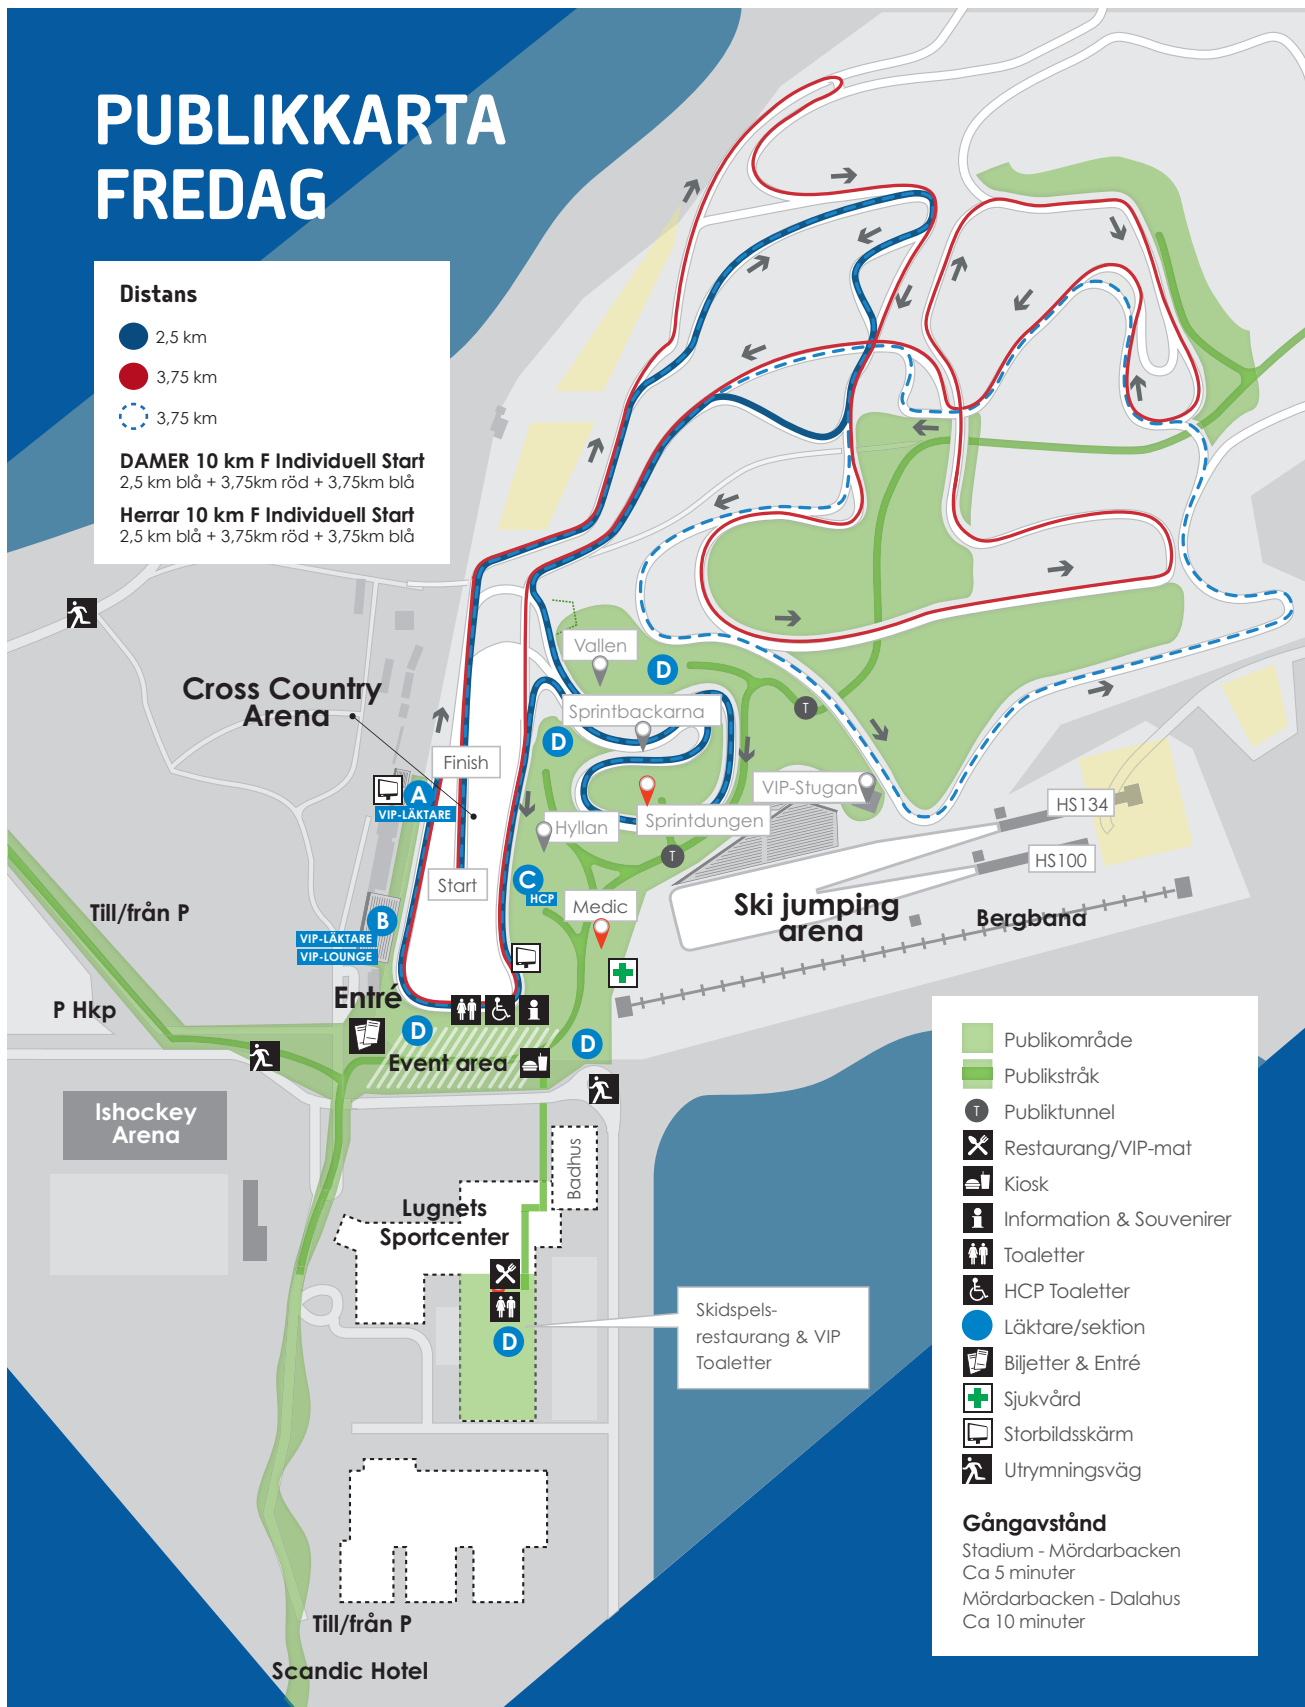 PUBLIKKARTA
FREDAG
Distans
2,5 km
3,75 km
3,75 km
DAMER 10 km F Individuell Start
2,5 km blå + 3,75km röd + 3,75km blå
Herrar 10 km F Individuell Start
2,5 km blå + 3,75km röd + 3,75km blå
Vallen
D
Cross Country
Arena
Sprintbackarna
T
D
Finish
A
VIP-LÄKTARE
VIP-Stugan
HS134
Sprintdungen
Hyllan
T
HS100
Start
C
HCP
Medic
Ski jumping
arena
Bergbana
Till/från P
B
VIP-LÄKTARE
VIP-LOUNGE
Entré
P Hkp
D
D
Event area
Ishockey
Arena
Badhus
Lugnets
Sportcenter
D
Skidspels-
restaurang & VIP
Toaletter
Till/från P
Scandic Hotel
Publikområde
Publikstråk
T
Publiktunnel
Restaurang/VIP-mat
Kiosk
Information & Souvenirer
Toaletter
HCP Toaletter
Läktare/sektion
Biljetter & Entré
Sjukvård
Storbildsskärm
Utrymningsväg
Gångavstånd
Stadium - Mördarbacken
Ca 5 minuter
Mördarbacken - Dalahus
Ca 10 minuter